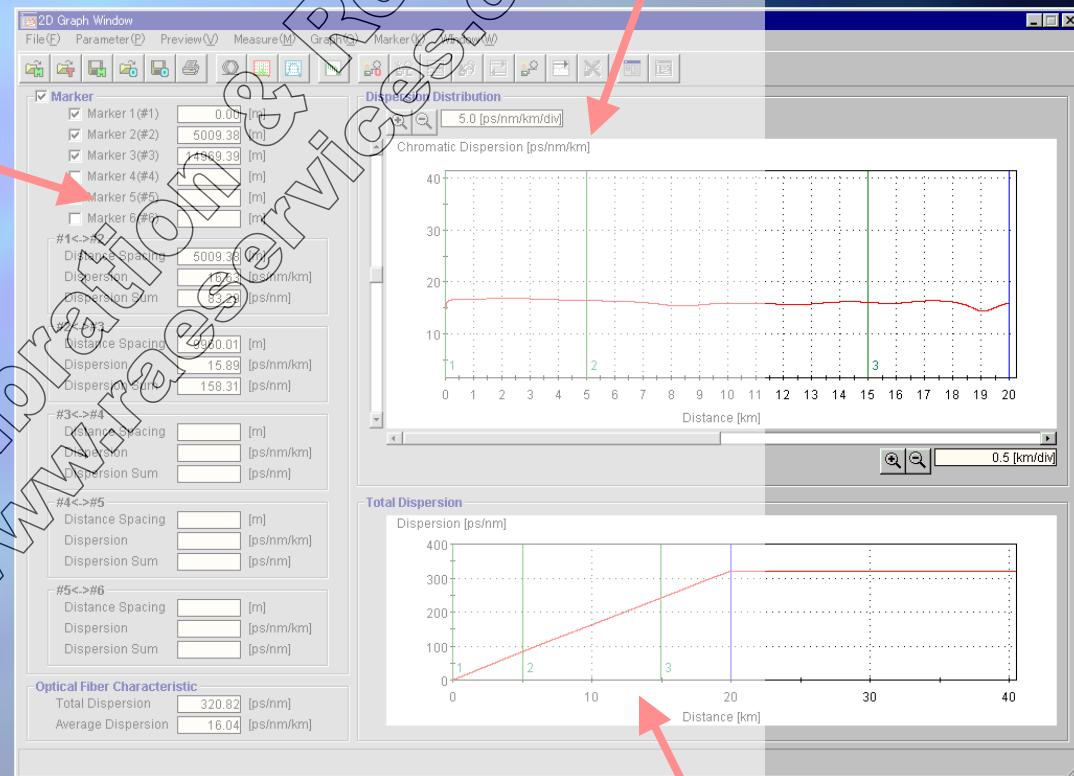 2D Graph Window
File(F) Parameter(P) Preview(V) Measure(M) Graph(G) Marker(K) Window(W)
Marker
Marker 1(#1) 0.00 [m]
Marker 2(#2) 5009.38 [m]
Marker 3(#3) 14969.39 [m]
Marker 4(#4) [m]
Marker 5(#5) [m]
Marker 6(#6) [m]
#1<->#2
Distance Spacing 5009.38 [m]
Dispersion 16.63 [ps/nm/km]
Dispersion Sum 83.29 [ps/nm]
#2<->#3
Distance Spacing 9960.01 [m]
Dispersion 15.89 [ps/nm/km]
Dispersion Sum 158.31 [ps/nm]
#3<->#4
Distance Spacing [m]
Dispersion [ps/nm/km]
Dispersion Sum [ps/nm]
#4<->#5
Distance Spacing [m]
Dispersion [ps/nm/km]
Dispersion Sum [ps/nm]
#5<->#6
Distance Spacing [m]
Dispersion [ps/nm/km]
Dispersion Sum [ps/nm]
Optical Fiber Characteristic
Total Dispersion 320.82 [ps/nm]
Average Dispersion 16.04 [ps/nm/km]
Dispersion Distribution
5.0 [ps/nm/km/div]
Chromatic Dispersion [ps/nm/km]
40
30
20
10
1 2 3
0 1 2 3 4 5 6 7 8 9 10 11 12 13 14 15 16 17 18 19 20
Distance [km]
0.5 [km/div]
Total Dispersion
Dispersion [ps/nm]
400
300
200
100
0
1 2 3
0 10 20 30 40
Distance [km]
www.raeservices.c